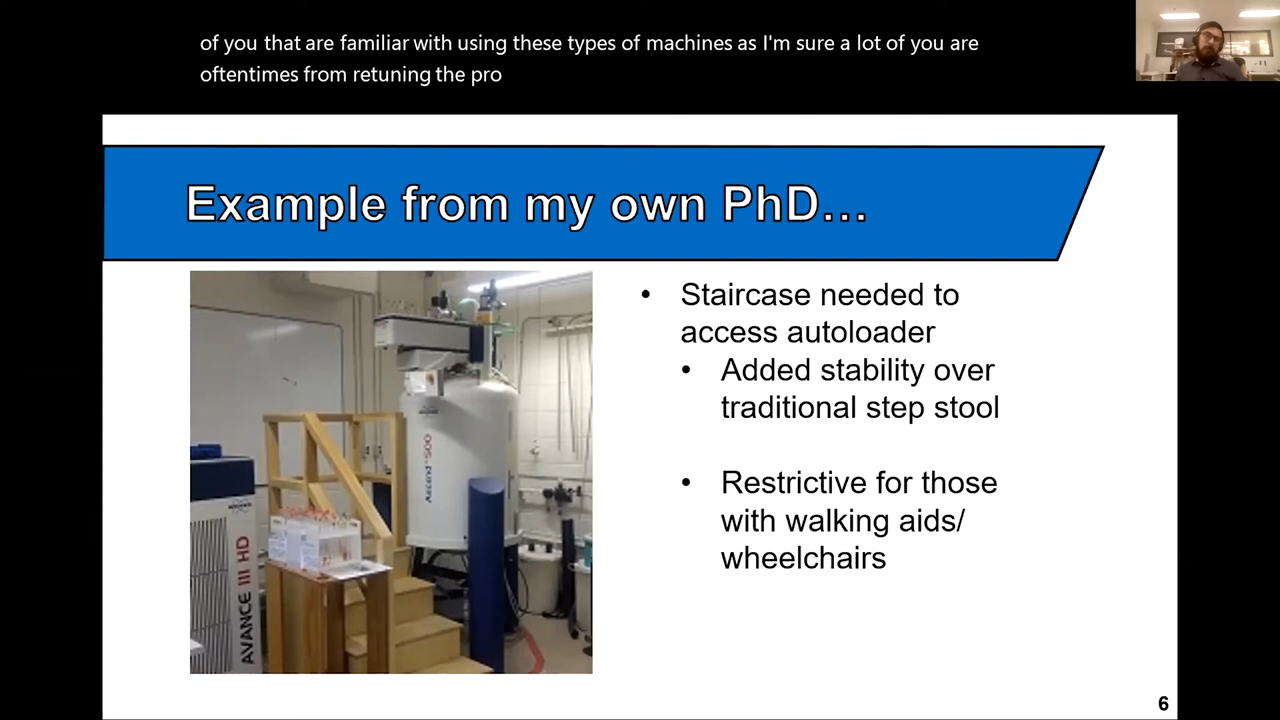 of you that are familiar with using these types of machines as I'm sure a lot of you are
oftentimes from retuning the pro
Example from my own PhD...
• Staircase needed to
access autoloader
• Added stability over
traditional step stool
• Restrictive for those
with walking aids/
wheelchairs
Ascend 500
AVANCE III HD
6